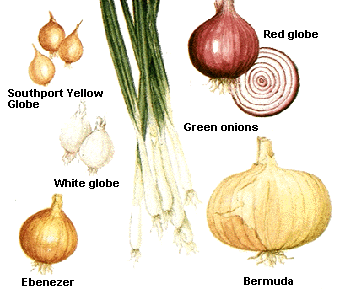 Red globe
Southport Yellow
Globe
Green onions
White globe
Ebenezer
Bermuda